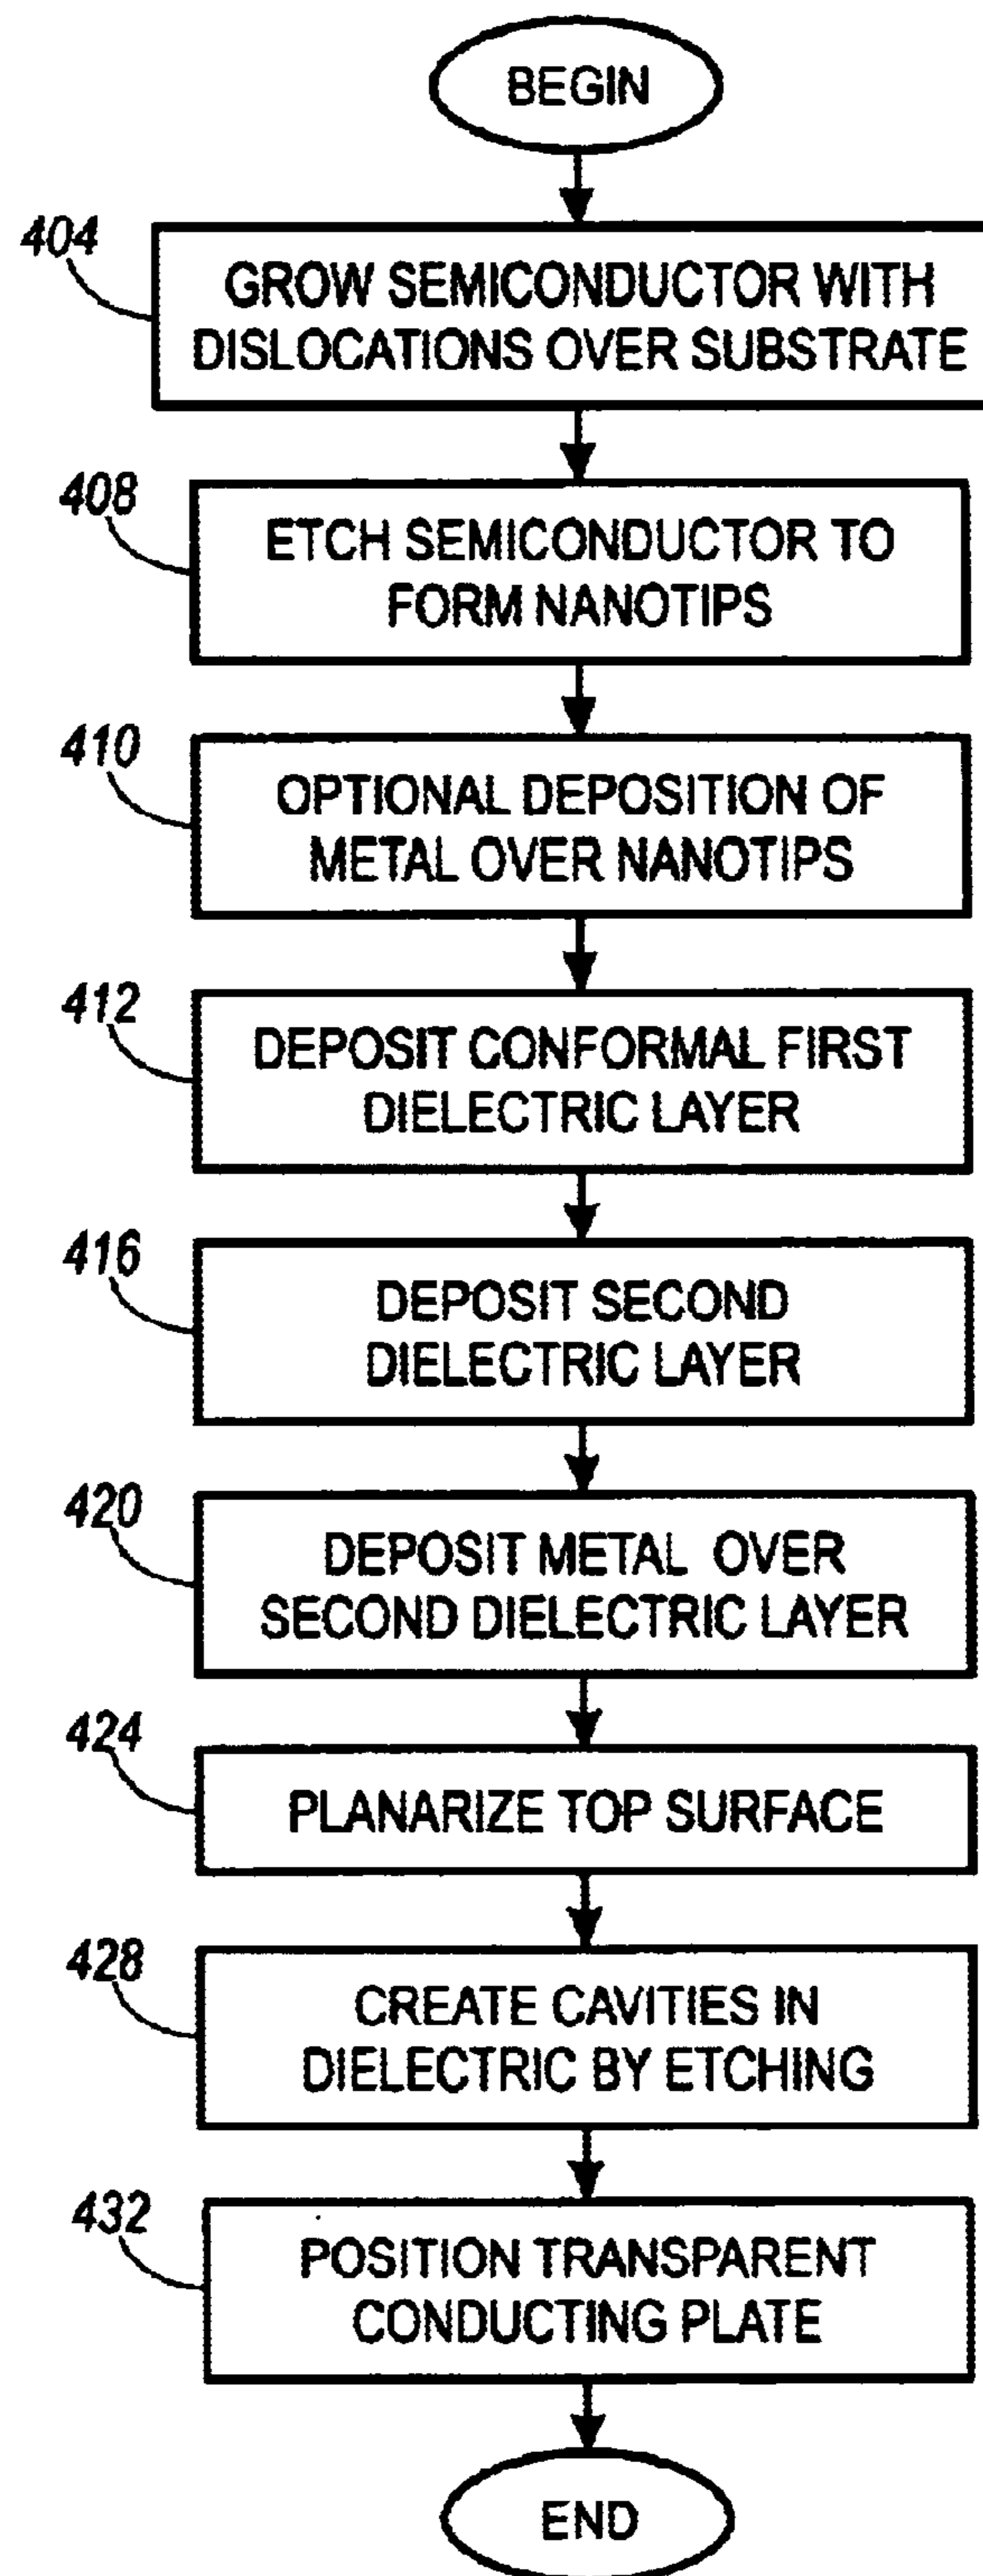 BEGIN
404
GROW SEMICONDUCTOR WITH
DISLOCATIONS OVER SUBSTRATE
408
ETCH SEMICONDUCTOR TO
FORM NANOTIPS
410
OPTIONAL DEPOSITION OF
METAL OVER NANOTIPS
412
DEPOSIT CONFORMAL FIRST
DIELECTRIC LAYER
416
DEPOSIT SECOND
DIELECTRIC LAYER
420
DEPOSIT METAL OVER
SECOND DIELECTRIC LAYER
424
PLANARIZE TOP SURFACE
428
CREATE CAVITIES IN
DIELECTRIC BY ETCHING
432
POSITION TRANSPARENT
CONDUCTING PLATE
END